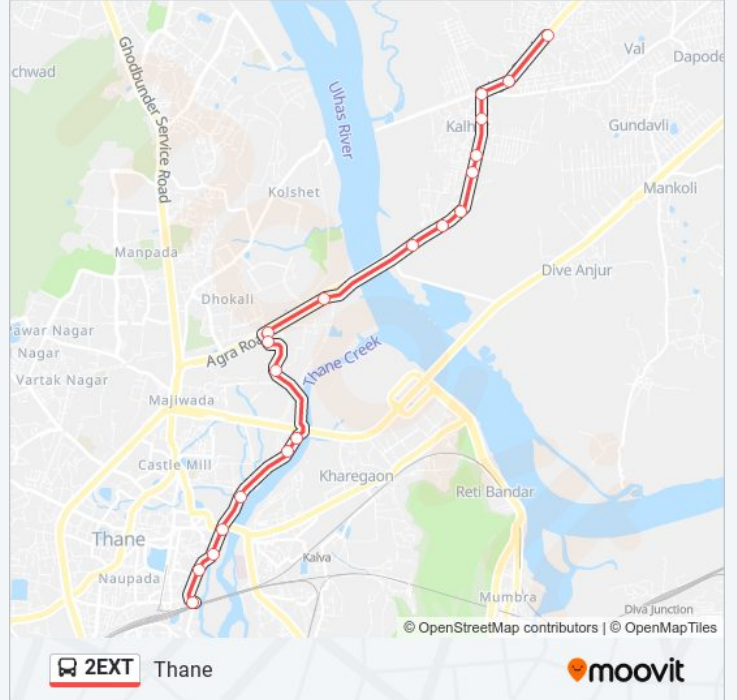 chwad
Ghodbunder Service Road
Ulhas River
Val
Dapode
Kalh
Gundavli
Kolshet
Mankoli
Manpada
Dive Anjur
Dhokali
awar Nagar
Nagar
Agra Roa
Thane Creek
Vartak Nagar
Majiwada
Castle Mill
Kharegaon
Reti Bandar
Thane
Kalva
Naupada
Mumbra
Diva Junction
© OpenStreetMap contributors | © OpenMapTiles
2EXT Thane
moovit